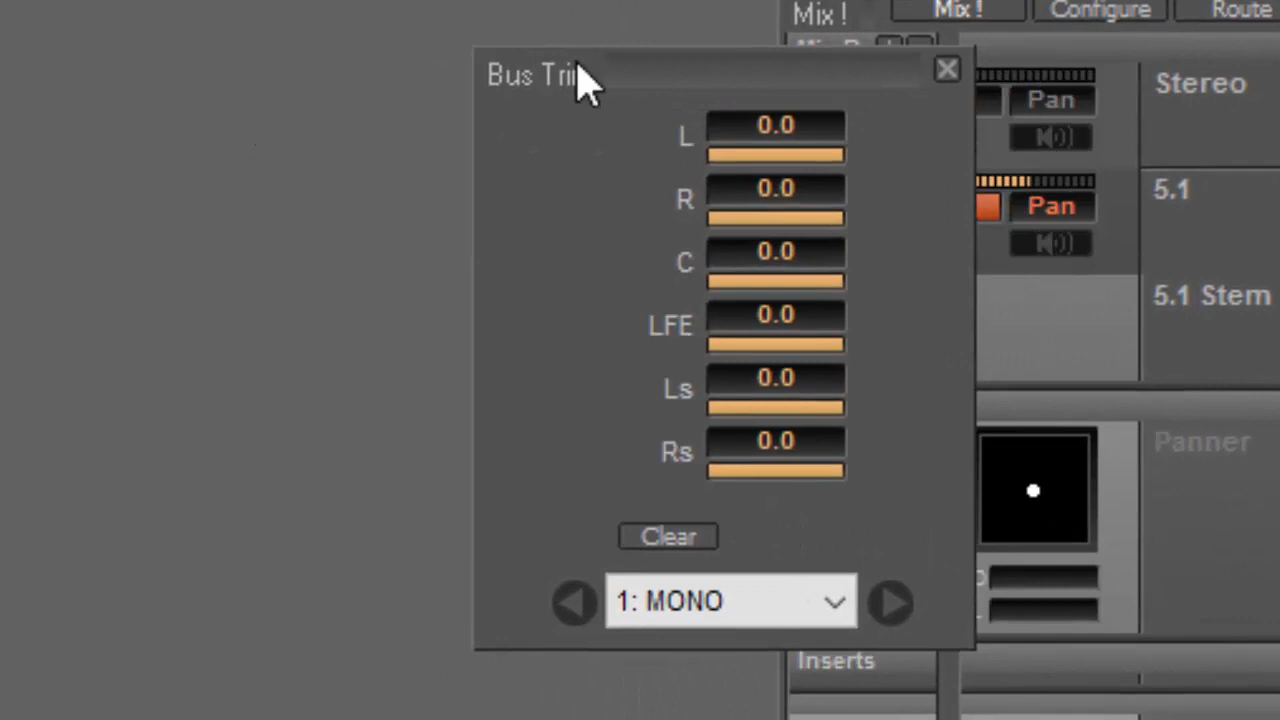 Mix !
Mix !
Configure
Route
Bus Tri
Stereo
L
0.0
Pan
R
0.0
5.1
Pan
C
0.0
5.1 Stem
LFE
0.0
Ls
0.0
Rs
0.0
Panner
Clear
1: MONO
Inserts